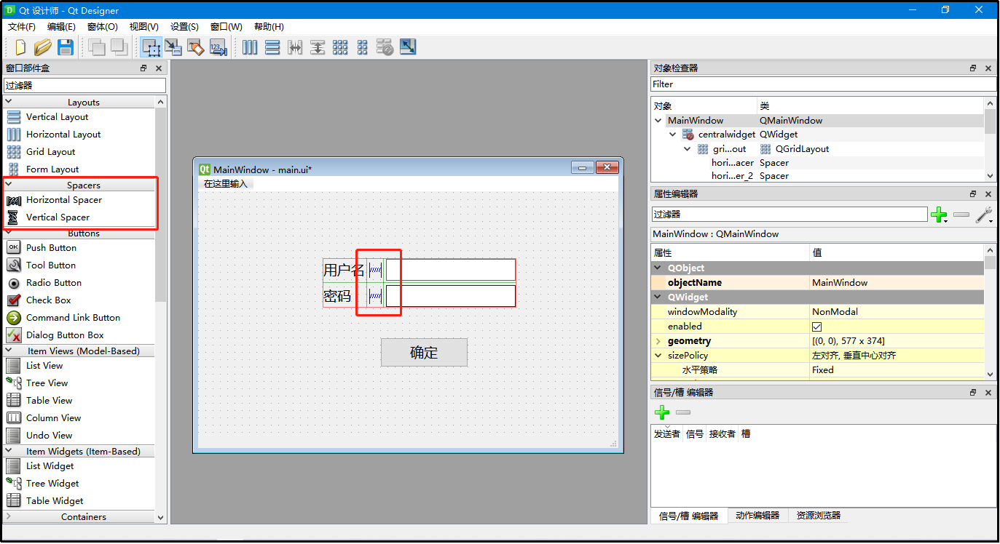 Qt 设计师 - Qt Designer
文件(F) 编辑(E) 窗体(O) 视图(V) 设置(S) 窗口(W) 帮助(H)
窗口部件盒
过滤器
Layouts
Vertical Layout
Horizontal Layout
Grid Layout
Form Layout
Spacers
Horizontal Spacer
Vertical Spacer
Buttons
OK Push Button
Tool Button
Radio Button
Check Box
Command Link Button
Dialog Button Box
Item Views (Model-Based)
List View
Tree View
Table View
Column View
Undo View
Item Widgets (Item-Based)
List Widget
Tree Widget
Table Widget
Containers
MainWindow - main.ui*
在这里输入
用户名
密码
确定
对象检查器
Filter
对象 类
MainWindow QMainWindow
centralwidget QWidget
gri...out QGridLayout
hori...acer Spacer
hori...er_2 Spacer
属性编辑器
过滤器
MainWindow : QMainWindow
属性 值
QObject
objectName MainWindow
QWidget
windowModality NonModal
enabled
geometry [(0, 0), 577 x 374]
sizePolicy 左对齐, 垂直中心对齐
水平策略 Fixed
信号/槽 编辑器
发送者 信号 接收者 槽
信号/槽 编辑器 动作编辑器 资源浏览器